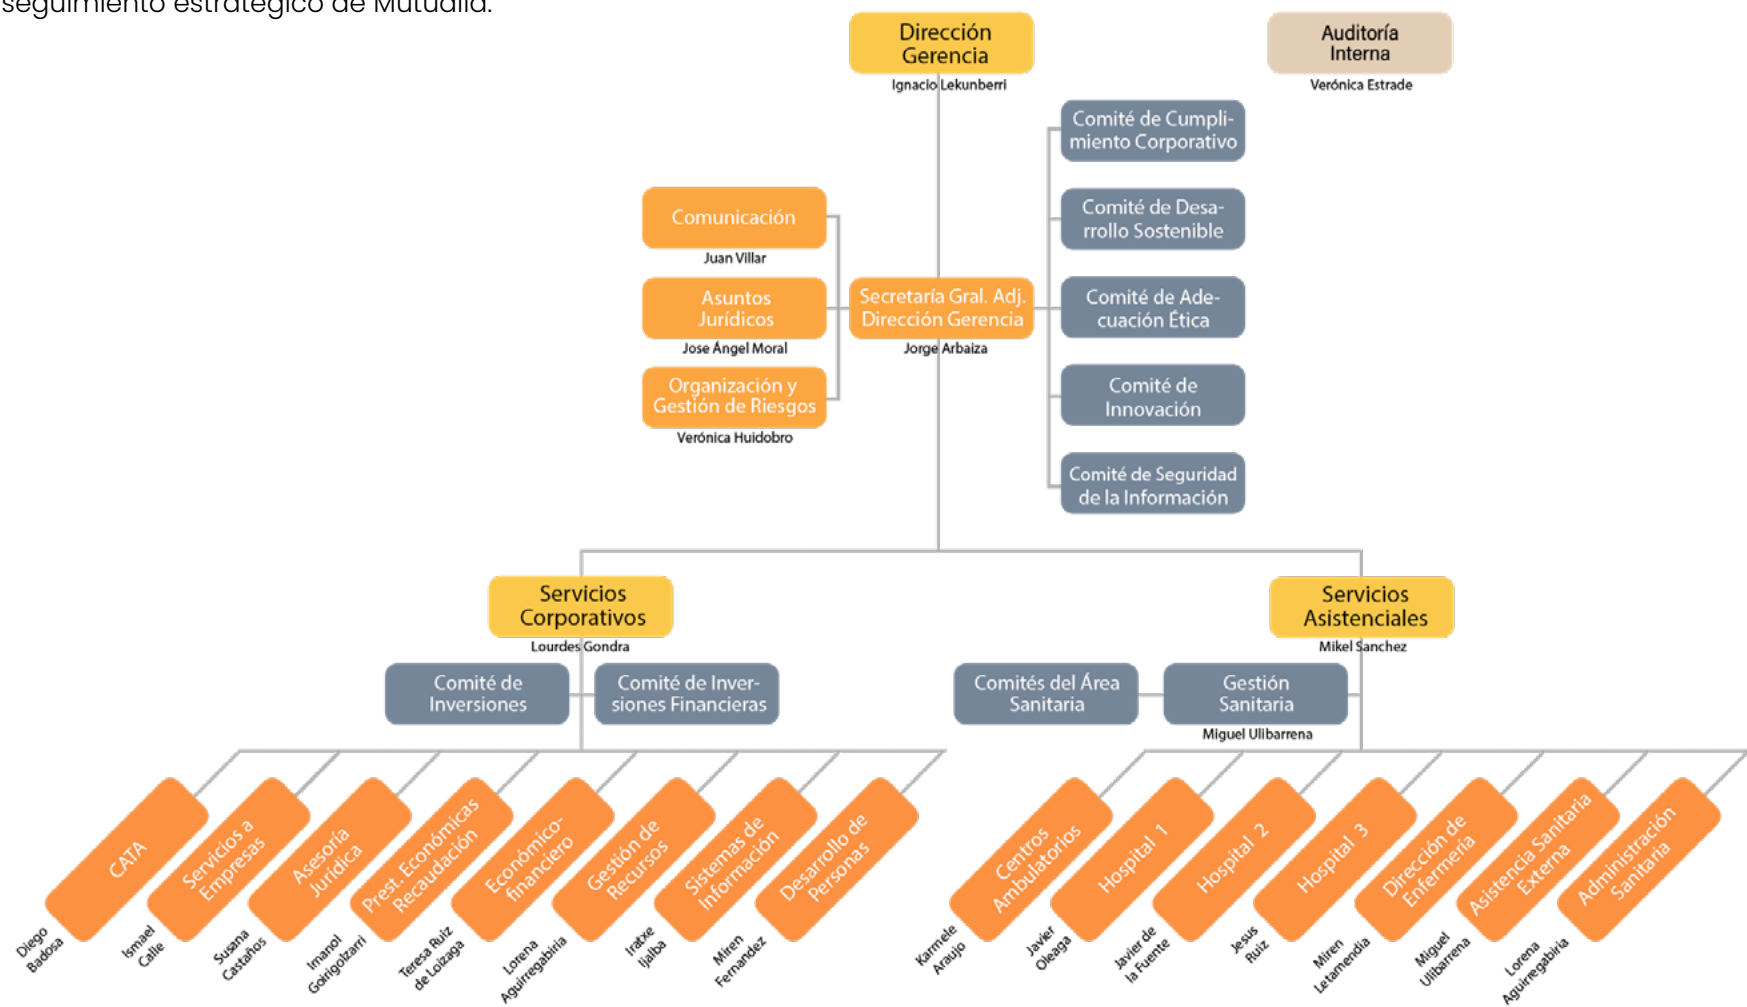 seguimiento estratégico de Mutualia.
Dirección
Gerencia
Ignacio Lekunberri
Auditoría
Interna
Verónica Estrade
Comité de Cumpli-
miento Corporativo
Comité de Desa-
rrollo Sostenible
Comité de Ade-
cuación Ética
Comité de
Innovación
Comité de Seguridad
de la Información
Comunicación
Juan Villar
Asuntos
Jurídicos
Jose Ángel Moral
Organización y
Gestión de Riesgos
Verónica Huidobro
Secretaría Gral. Adj.
Dirección Gerencia
Jorge Arbaiza
Servicios
Corporativos
Lourdes Gondra
Comité de
Inversiones
Comité de Inver-
siones Financieras
Servicios
Asistenciales
Mikel Sanchez
Comités del Área
Sanitaria
Gestión
Sanitaria
Miguel Ulibarrena
CATA
Diego
Badosa
Servicios a
Empresas
Ismael
Calle
Asesoría
Jurídica
Susana
Castaños
Prest. Económicas
Recaudación
Imanol
Goirigolzarri
Económico-
financiero
Teresa Ruiz
de Loizaga
Gestión de
Recursos
Lorena
Aguirregabiria
Sistemas de
Información
Iratxe
Ijalba
Desarrollo de
Personas
Miren
Fernandez
Centros
Ambulatorios
Karmele
Araujo
Hospital 1
Javier
Oleaga
Hospital 2
Javier de
la Fuente
Hospital 3
Jesus
Ruiz
Dirección de
Enfermería
Miren
Letamendia
Asistencia Sanitaria
Externa
Miguel
Ulibarrena
Administración
Sanitaria
Lorena
Aguirregabiria